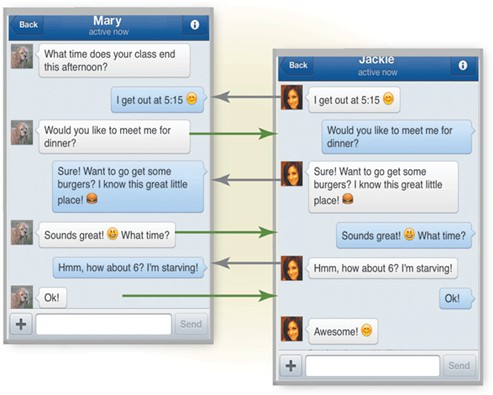 Back
Mary
active now
What time does your class end
this afternoon?
I get out at 5:15 😊
Would you like to meet me for
dinner?
Sure! Want to go get some
burgers? I know this great little
place! 🍔
Sounds great! 😃 What time?
Hmm, how about 6? I'm starving!
Ok!
Send
Back
Jackie
active now
I get out at 5:15 😊
Would you like to meet me for
dinner?
Sure! Want to go get some
burgers? I know this great little
place! 🍔
Sounds great! 😃 What time?
Hmm, how about 6? I'm starving!
Ok!
Awesome! 😊
Send